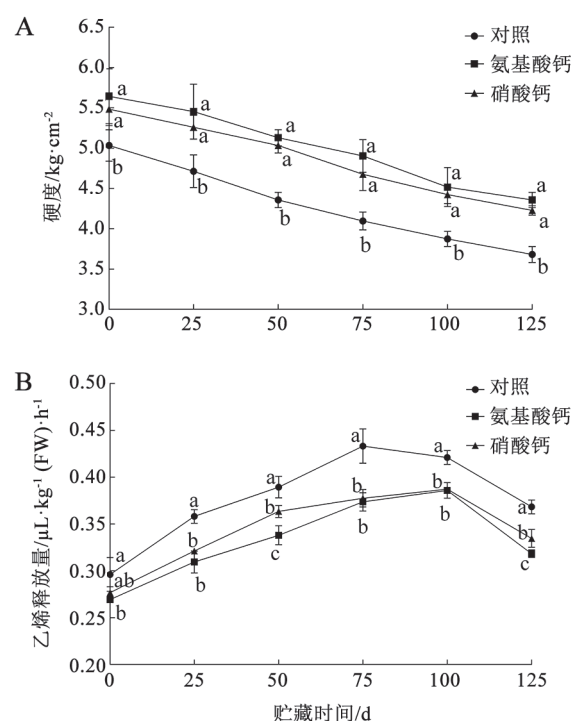 A
对照
氨基酸钙
硝酸钙
硬度/kg·cm-2
6.5
6.0
5.5
5.0
4.5
4.0
3.5
3.0
a a a a a a
a a a a a a
b b b b b b
0 25 50 75 100 125
B
对照
氨基酸钙
硝酸钙
乙烯释放量/μL·kg-1 (FW)·h-1
0.50
0.40
0.35
0.30
0.25
0.20
a a a a a a
ab b b b b b
b b c b b c
0 25 50 75 100 125
贮藏时间/d